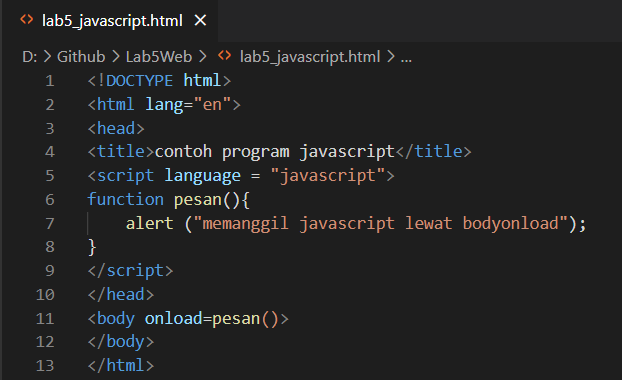 <> lab5_javascript.html ×
D: > Github > Lab5Web > <> lab5_javascript.html > ...
1 <!DOCTYPE html>
2 <html lang="en">
3 <head>
4 <title>contoh program javascript</title>
5 <script language = "javascript">
6 function pesan(){
7     alert ("memanggil javascript lewat bodyonload");
8 }
9 </script>
10 </head>
11 <body onload=pesan()>
12 </body>
13 </html>